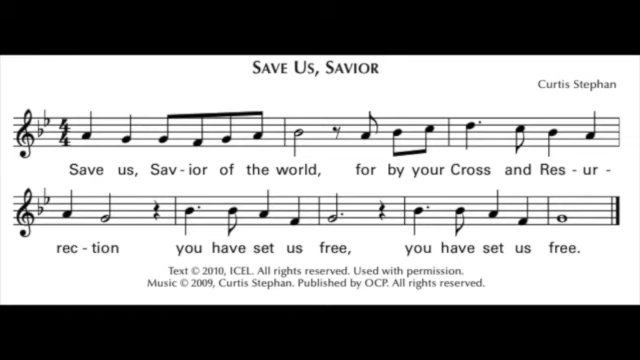 SAVE US, SAVIOR
Curtis Stephan
4
4
Save us, Sav - ior of the world, for by your Cross and Res - ur -
rec - tion you have set us free, you have set us free.
Text © 2010, ICEL. All rights reserved. Used with permission.
Music © 2009, Curtis Stephan. Published by OCP. All rights reserved.